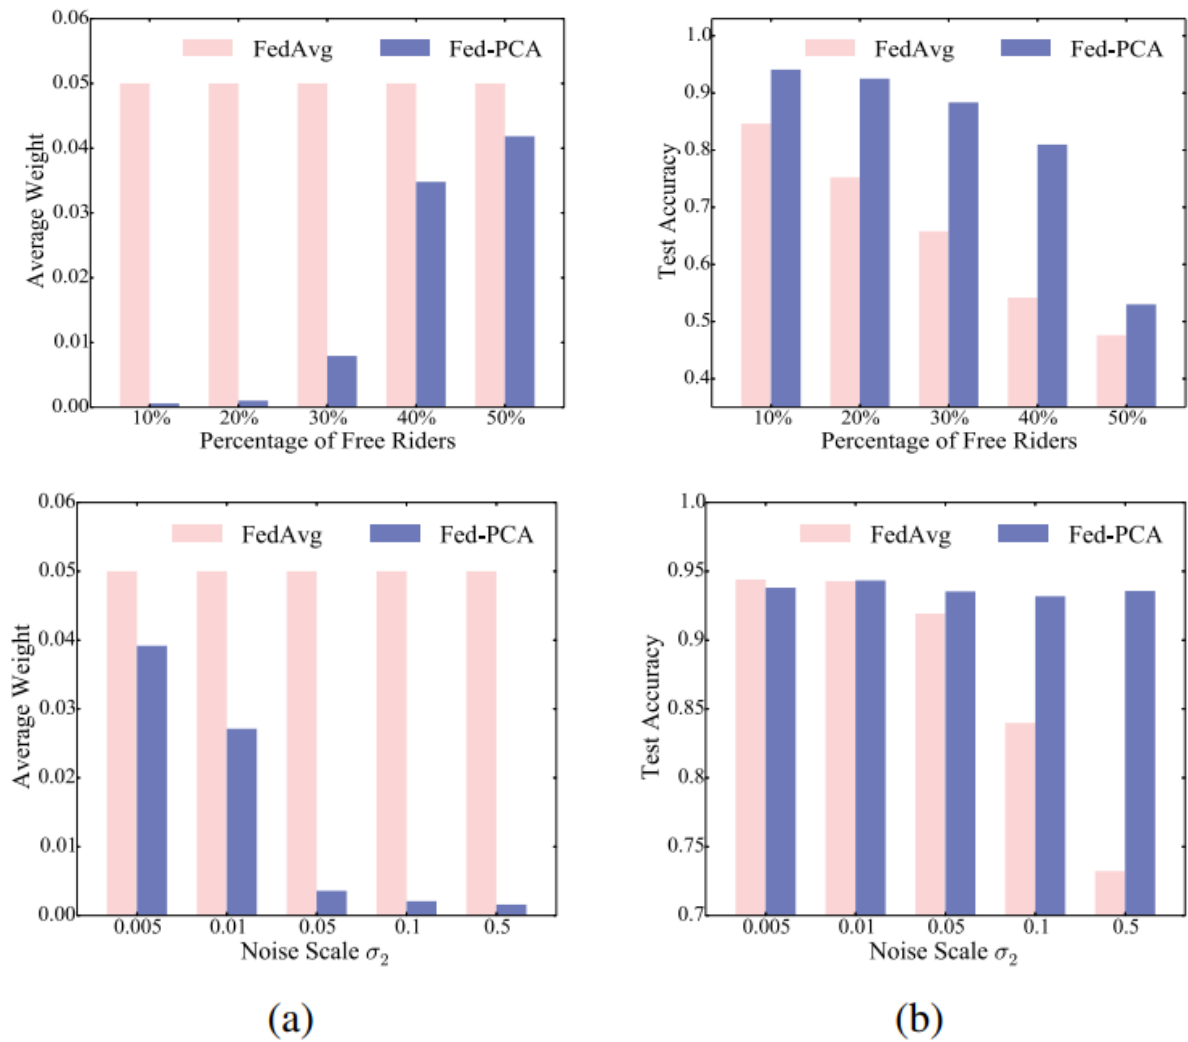 0.06
FedAvg Fed-PCA
0.05
0.04
0.03
0.02
0.01
0.00
Average Weight
10% 20% 30% 40% 50%
Percentage of Free Riders
1.0
FedAvg Fed-PCA
0.9
0.8
0.7
0.6
0.5
0.4
Test Accuracy
10% 20% 30% 40% 50%
Percentage of Free Riders
0.06
FedAvg Fed-PCA
0.05
0.04
0.03
0.02
0.01
0.00
Average Weight
0.005 0.01 0.05 0.1 0.5
Noise Scale σ₂
1.0
FedAvg Fed-PCA
0.95
0.9
0.85
0.8
0.75
0.7
Test Accuracy
0.005 0.01 0.05 0.1 0.5
Noise Scale σ₂
(a) (b)